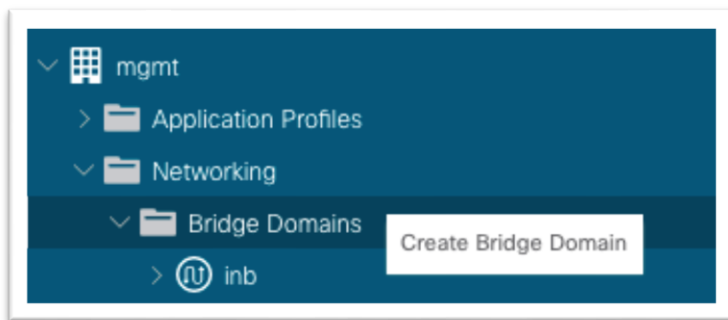 mgmt
Application Profiles
Networking
Bridge Domains
Create Bridge Domain
inb